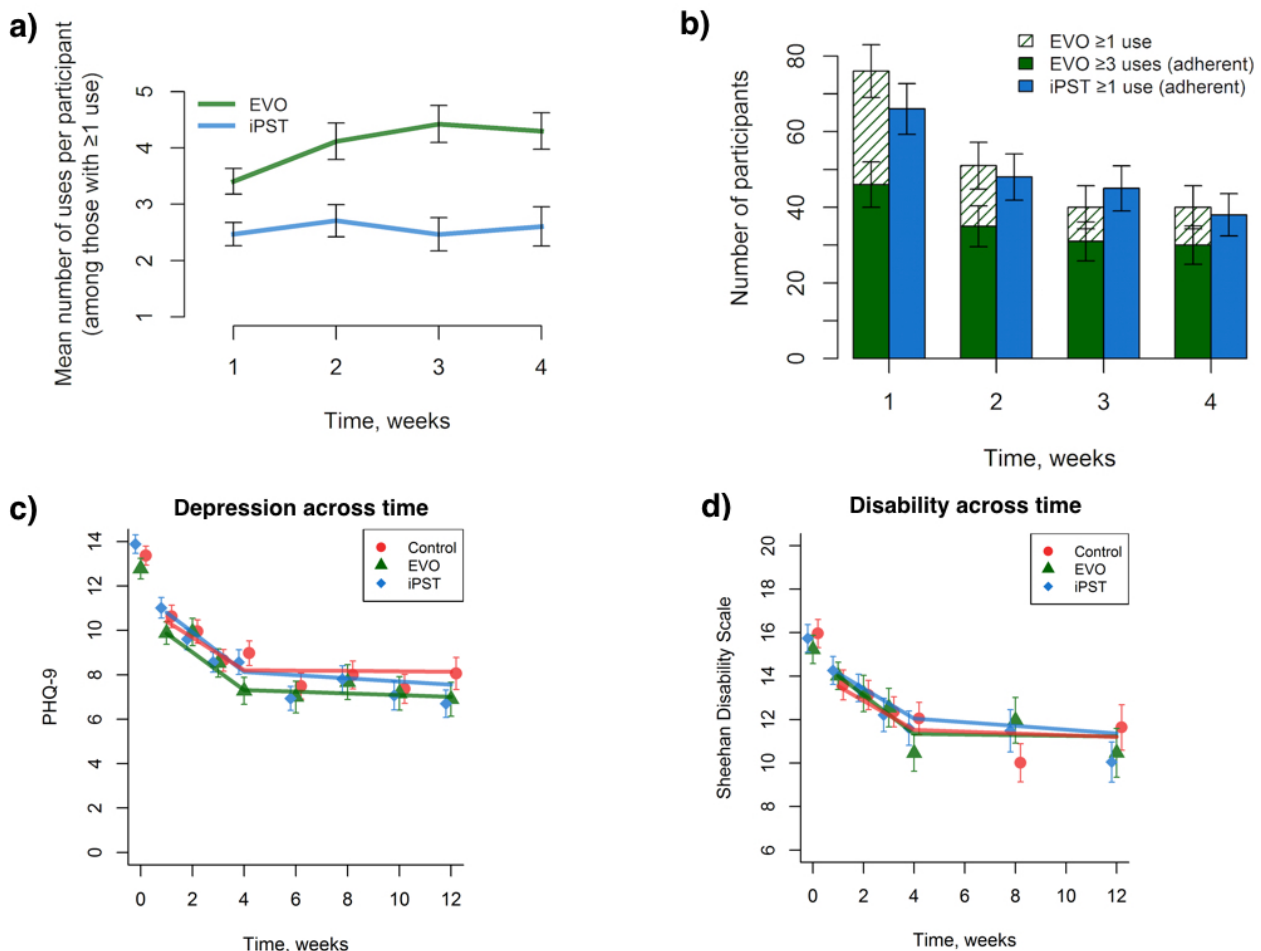 a)
Mean number of uses per participant
(among those with ≥1 use)
5
4
3
2
1
EVO
iPST
1 2 3 4
Time, weeks
b)
Number of participants
80
60
40
20
0
EVO ≥1 use
EVO ≥3 uses (adherent)
iPST ≥1 use (adherent)
1 2 3 4
Time, weeks
c)
Depression across time
PHQ-9
14
12
10
8
6
4
2
0
Control
EVO
iPST
0 2 4 6 8 10 12
Time, weeks
d)
Disability across time
Sheehan Disability Scale
20
18
16
14
12
10
8
6
Control
EVO
iPST
0 2 4 6 8 10 12
Time, weeks